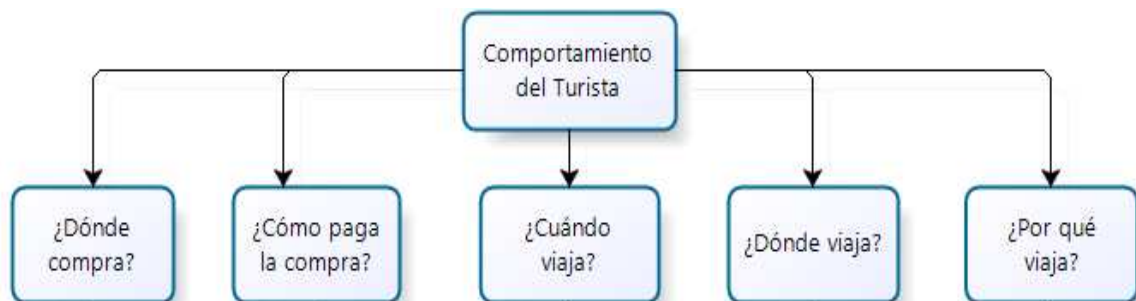 Comportamiento
del Turista
¿Dónde
compra?
¿Cómo paga
la compra?
¿Cuándo
viaja?
¿Dónde viaja?
¿Por qué
viaja?